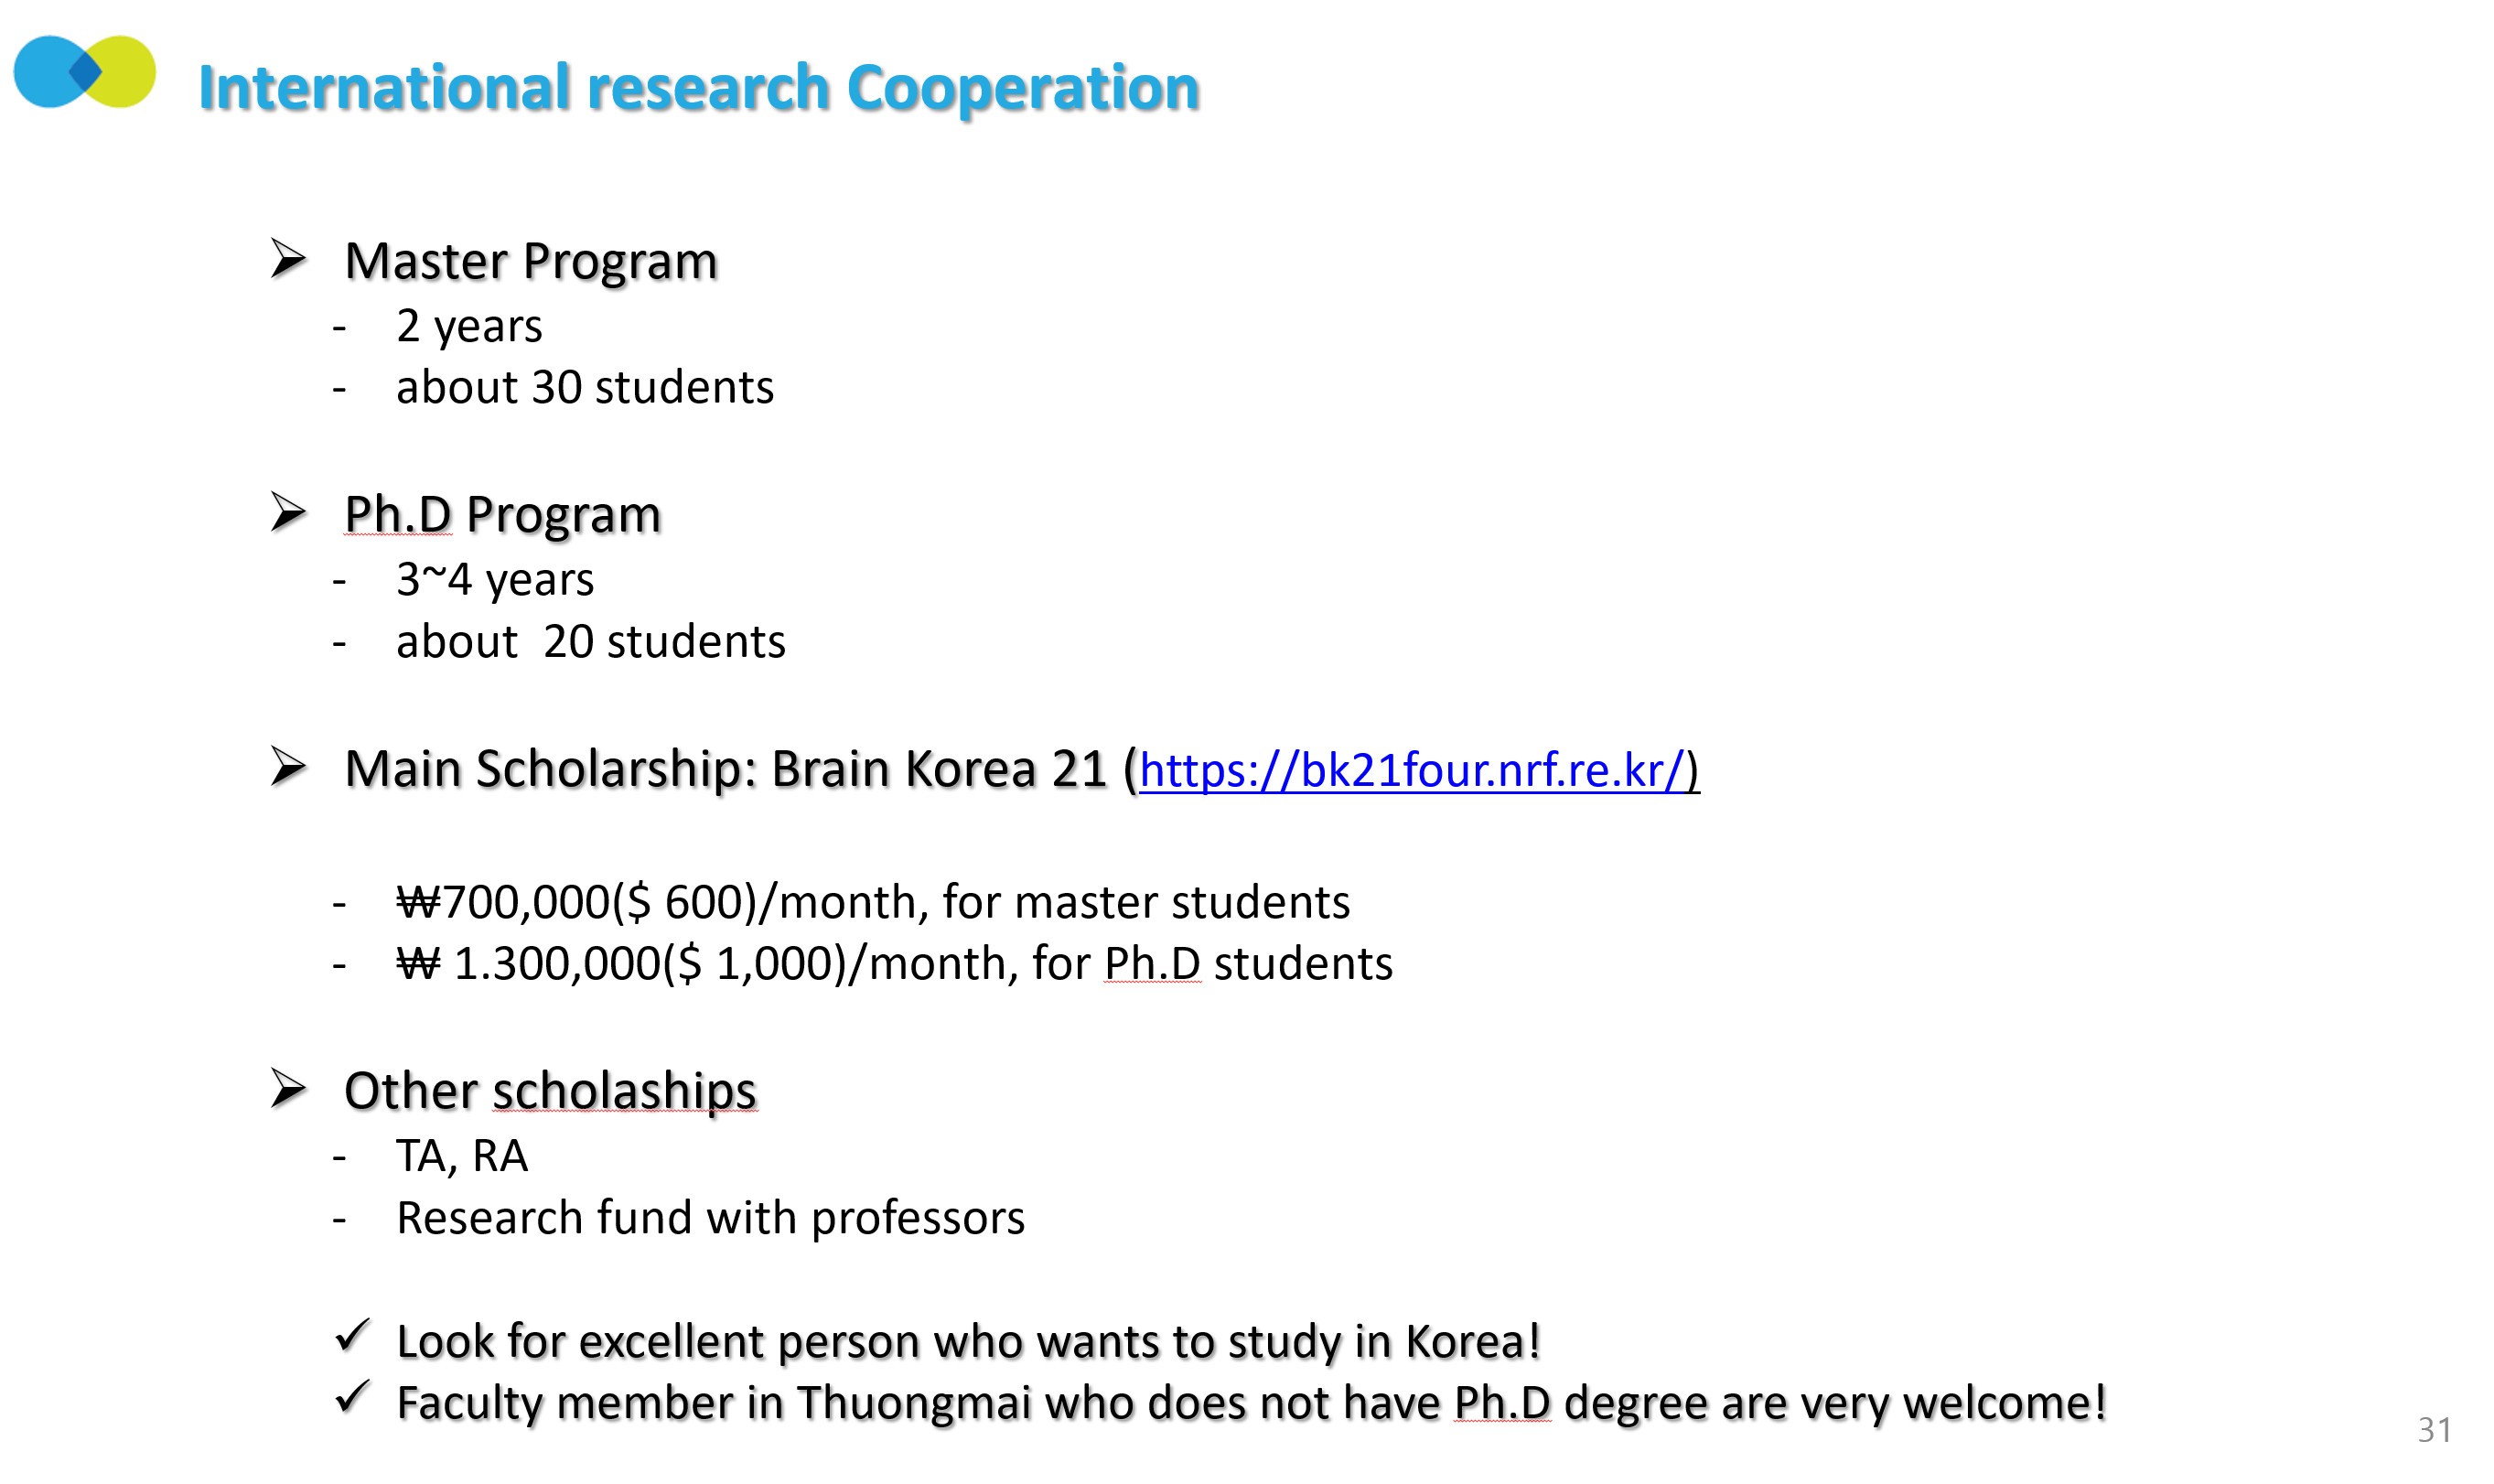 International research Cooperation
➢ Master Program
- 2 years
- about 30 students
➢ Ph.D Program
- 3~4 years
- about  20 students
➢ Main Scholarship: Brain Korea 21 (https://bk21four.nrf.re.kr/)
- ₩700,000($ 600)/month, for master students
- ₩ 1.300,000($ 1,000)/month, for Ph.D students
➢ Other scholaships
- TA, RA
- Research fund with professors
✓ Look for excellent person who wants to study in Korea!
✓ Faculty member in Thuongmai who does not have Ph.D degree are very welcome!
31